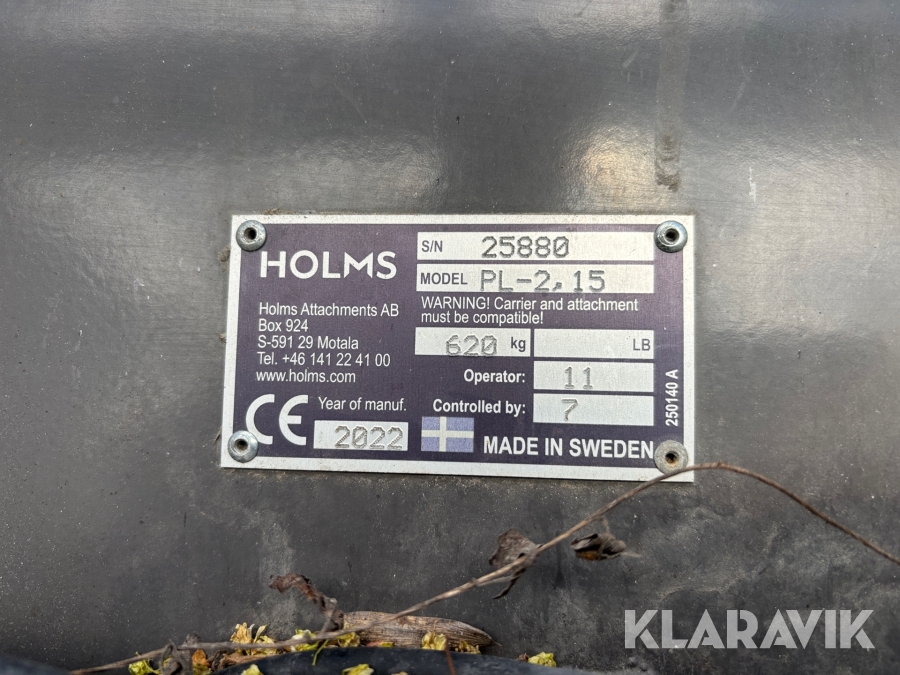 HOLMS
Holms Attachments AB
Box 924
S-591 29 Motala
Tel. +46 141 22 41 00
www.holms.com
CE Year of manuf.
2022
S/N 25880
MODEL PL-2,15
WARNING! Carrier and attachment
must be compatible!
620 kg LB
Operator: 11
Controlled by: 7
MADE IN SWEDEN
250140 A
KLARAVIK